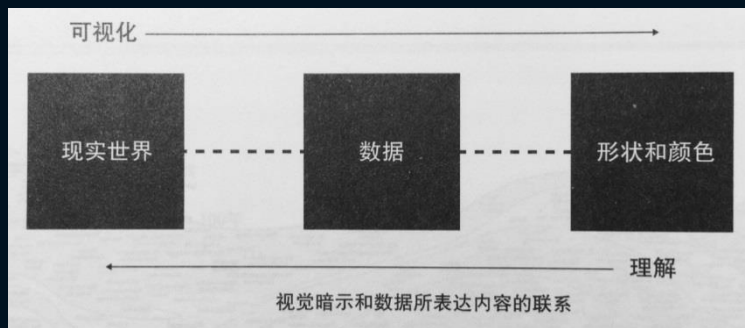 可视化
现实世界
数据
形状和颜色
理解
视觉暗示和数据所表达内容的联系